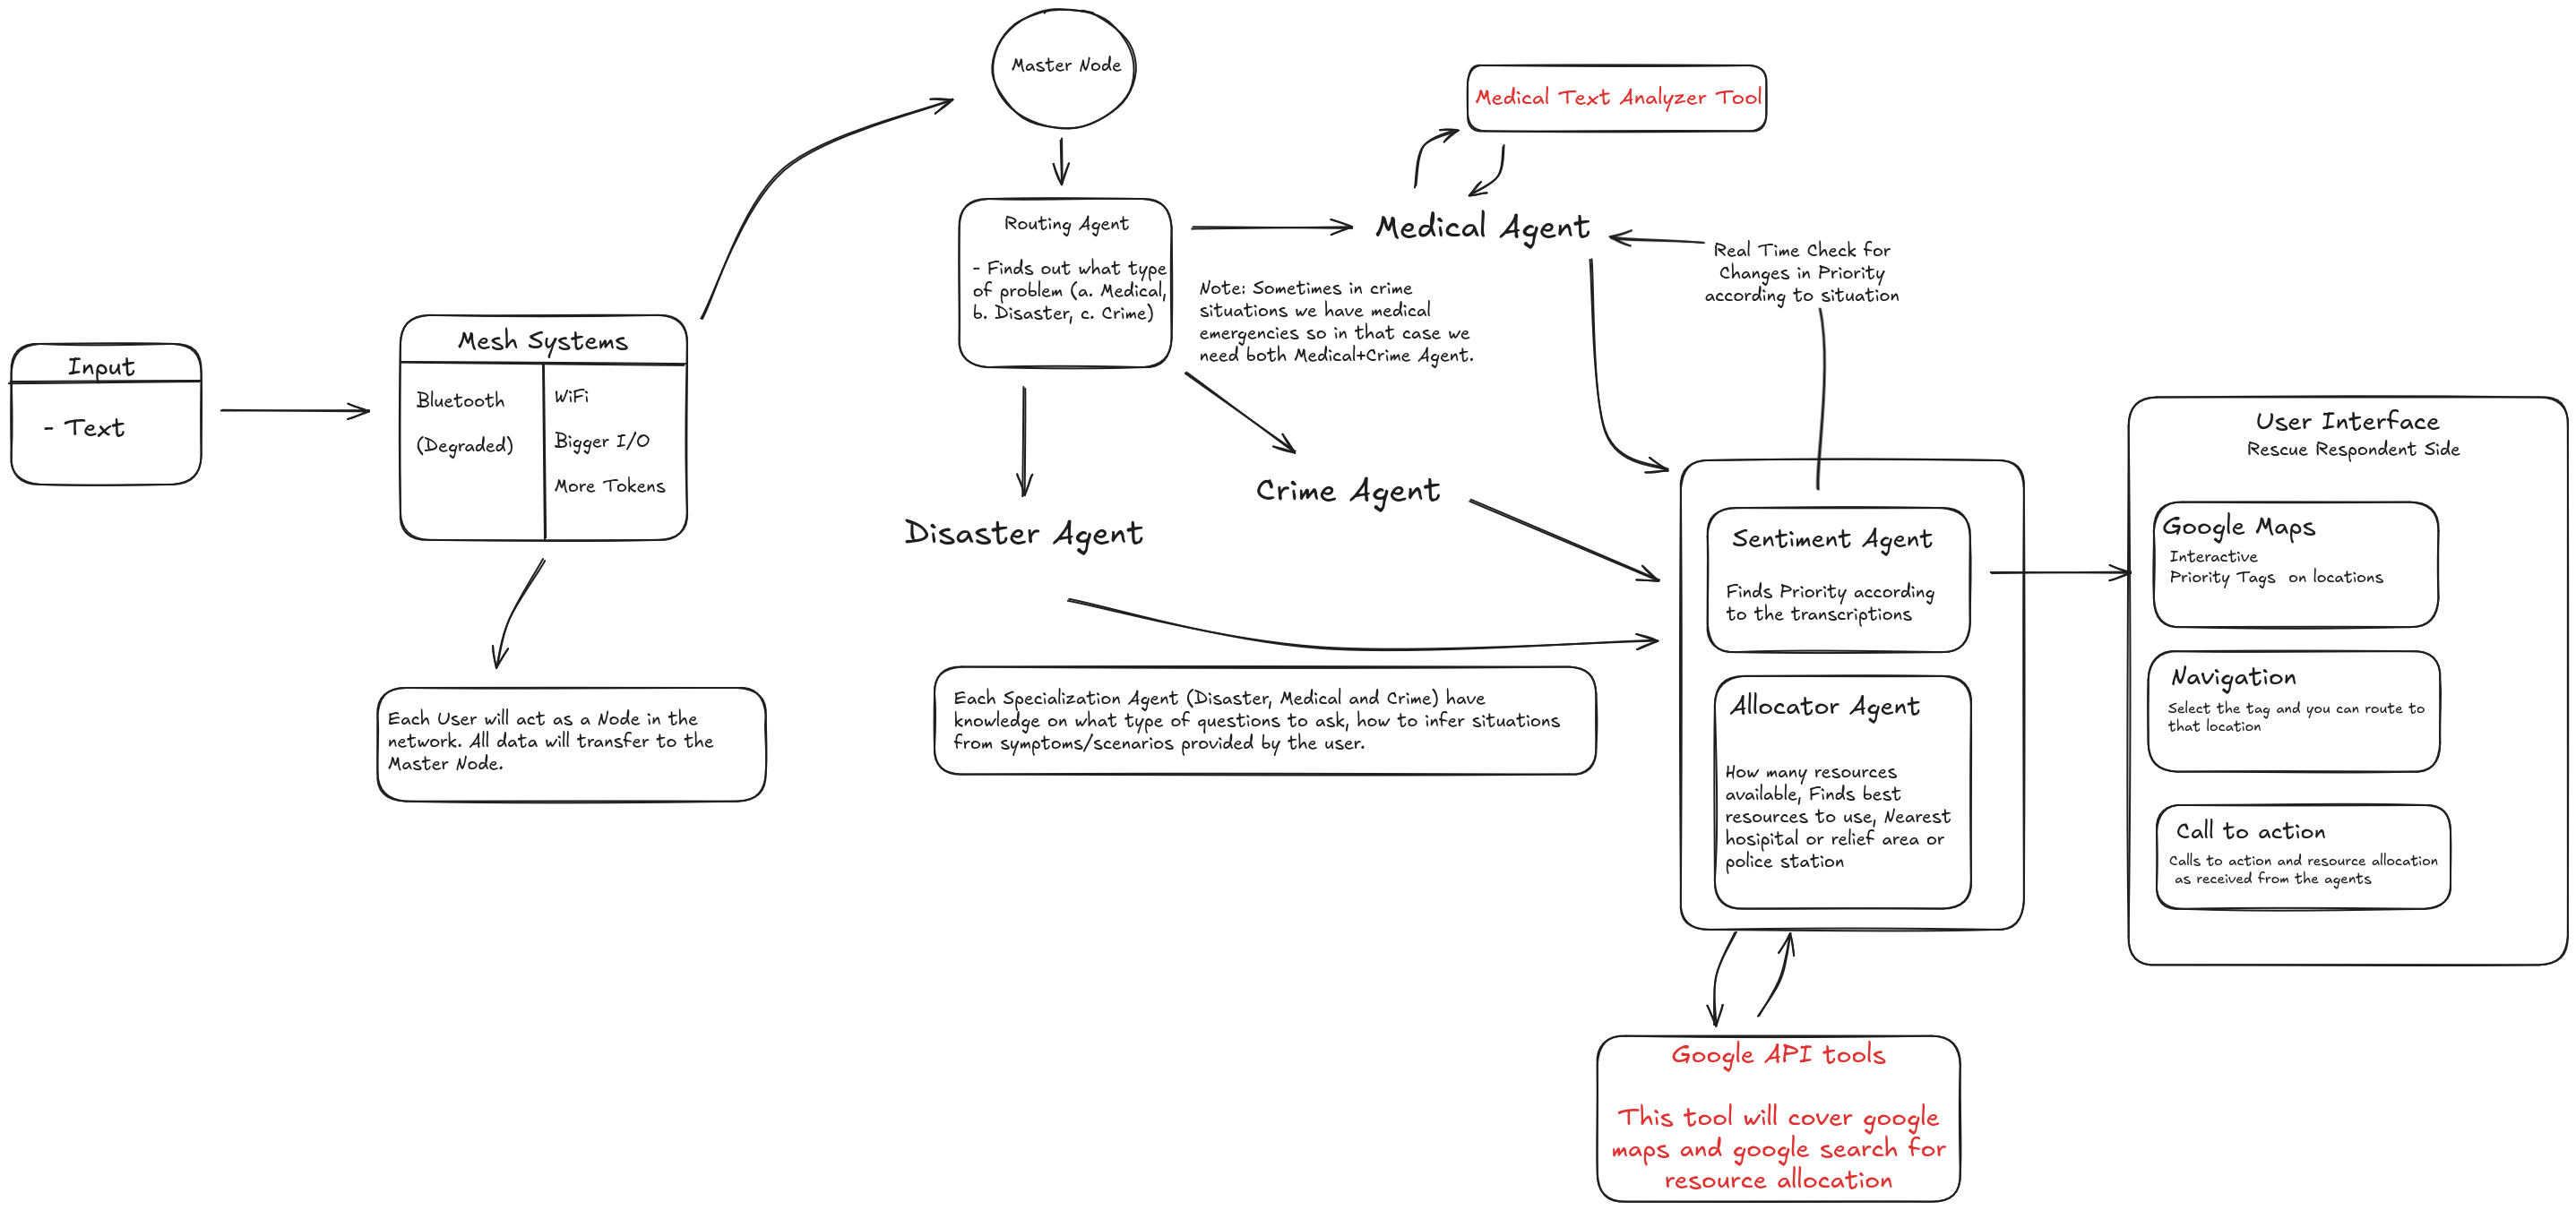 Master Node
Medical Text Analyzer Tool
Routing Agent
- Finds out what type
of problem (a. Medical,
b. Disaster, c. Crime)
Medical Agent
Real Time Check for
Changes in Priority
according to situation
Note: Sometimes in crime
situations we have medical
emergencies so in that case we
need both Medical+Crime Agent.
Input
- Text
Mesh Systems
Bluetooth
(Degraded)
WiFi
Bigger I/O
More Tokens
Each User will act as a Node in the
network. All data will transfer to the
Master Node.
Disaster Agent
Crime Agent
Each Specialization Agent (Disaster, Medical and Crime) have
knowledge on what type of questions to ask, how to infer situations
from symptoms/scenarios provided by the user.
Sentiment Agent
Finds Priority according
to the transcriptions
Allocator Agent
How many resources
available, Finds best
resources to use, Nearest
hospital or relief area or
police station
Google API tools
This tool will cover google
maps and google search for
resource allocation
User Interface
Rescue Respondent Side
Google Maps
Interactive
Priority Tags on locations
Navigation
Select the tag and you can route to
that location
Call to action
Calls to action and resource allocation
as received from the agents